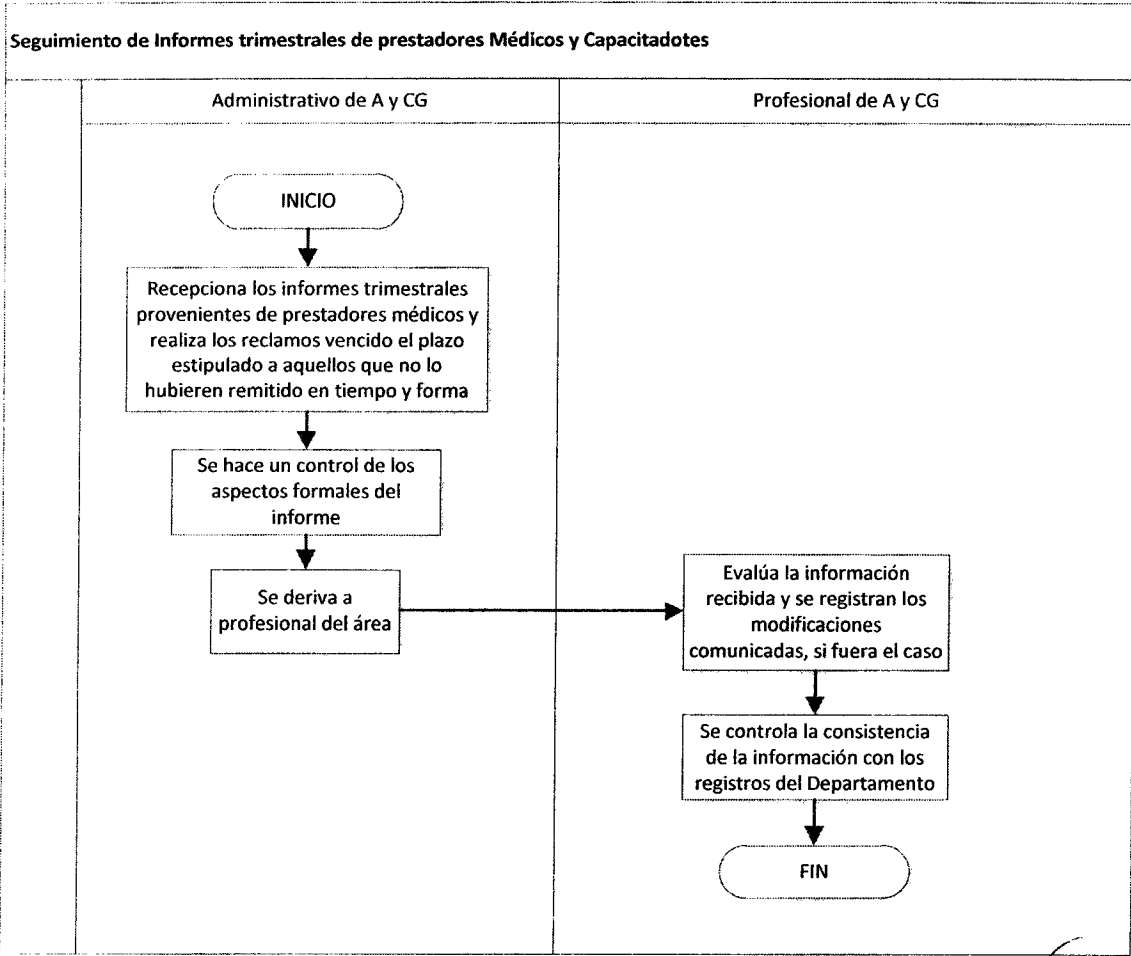 Seguimiento de Informes trimestrales de prestadores Médicos y Capacitadotes
Administrativo de A y CG
Profesional de A y CG
INICIO
Recepciona los informes trimestrales
provenientes de prestadores médicos y
realiza los reclamos vencido el plazo
estipulado a aquellos que no lo
hubieren remitido en tiempo y forma
Se hace un control de los
aspectos formales del
informe
Se deriva a
profesional del área
Evalúa la información
recibida y se registran los
modificaciones
comunicadas, si fuera el caso
Se controla la consistencia
de la información con los
registros del Departamento
FIN